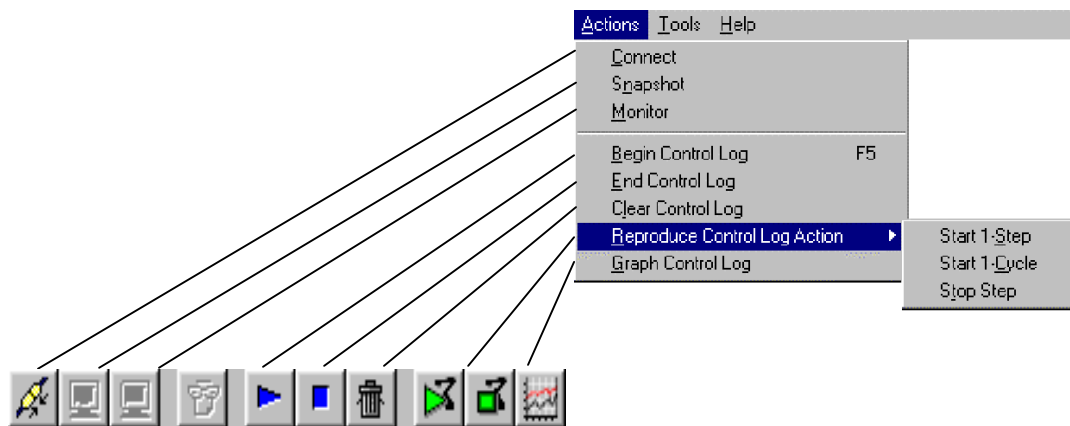 Actions Tools Help
Connect
Snapshot
Monitor
Begin Control Log F5
End Control Log
Clear Control Log
Reproduce Control Log Action
Graph Control Log
Start 1-Step
Start 1-Cycle
Stop Step